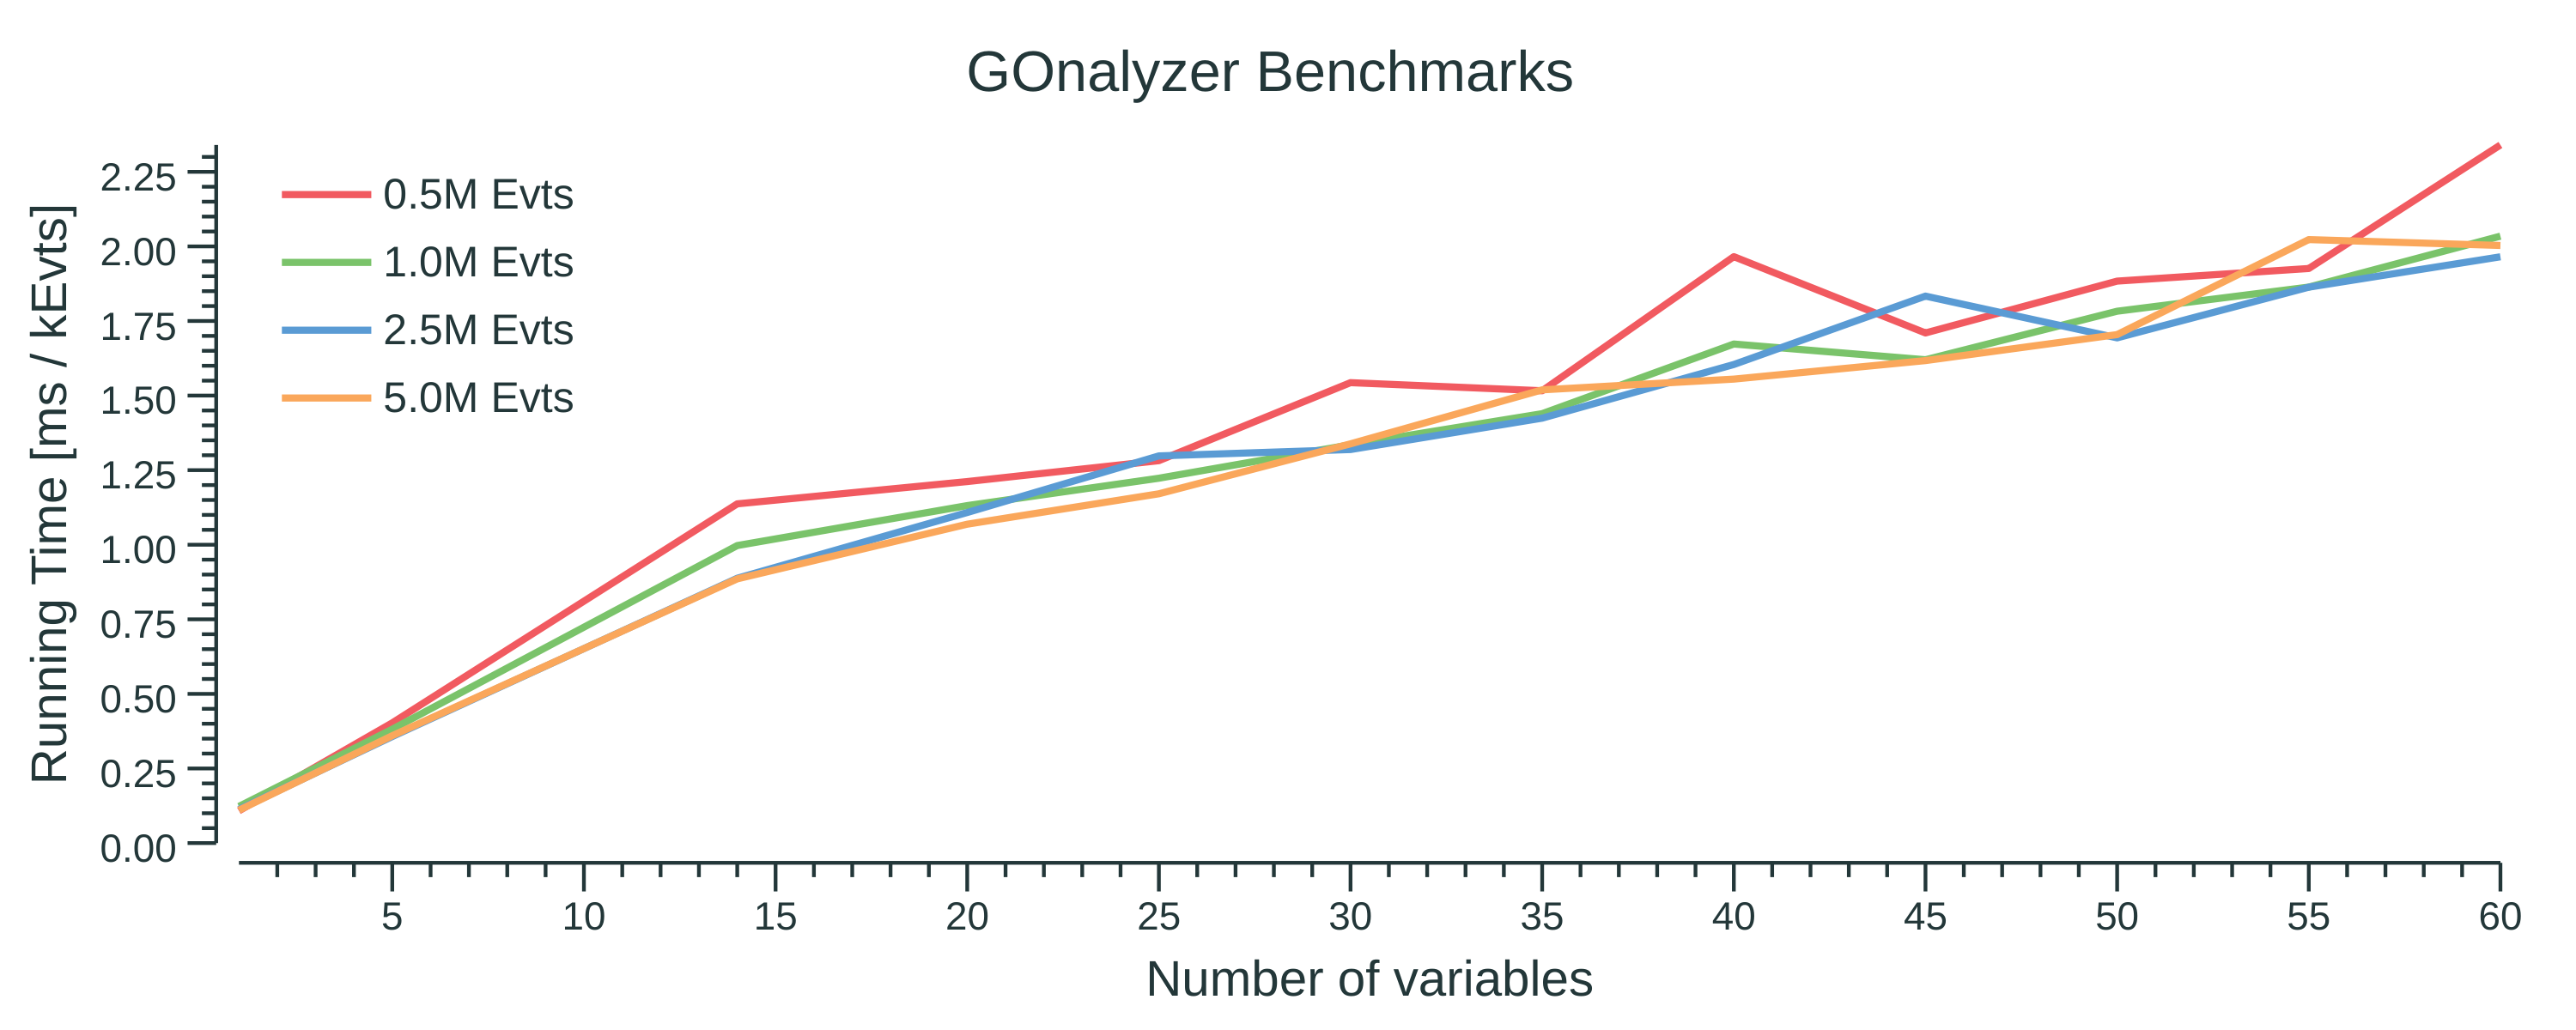 GOnalyzer Benchmarks
Running Time [ms / kEvts]
2.25
2.00
1.75
1.50
1.25
1.00
0.75
0.50
0.25
0.00
0.5M Evts
1.0M Evts
2.5M Evts
5.0M Evts
5 10 15 20 25 30 35 40 45 50 55 60
Number of variables